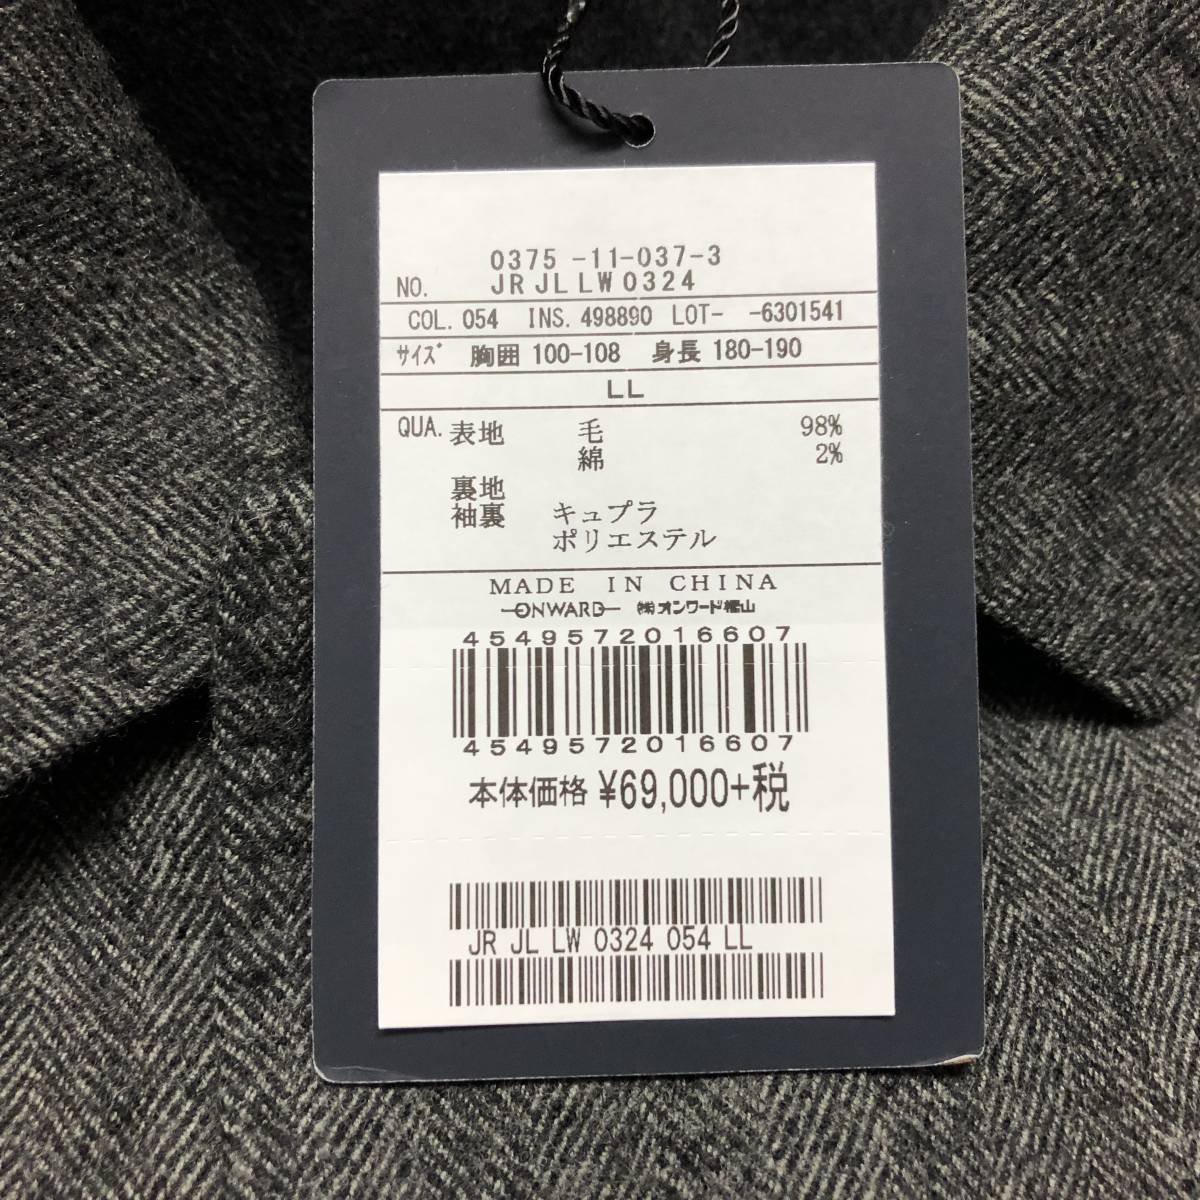 0375 -11-037-3
NO. JR JL LW 0324
COL. 054 INS. 498890 LOT- -6301541
ｻｲｽﾞ 胸囲 100-108 身長 180-190
LL
QUA. 表地 毛 98%
綿 2%
裏地
袖裏 キュプラ
ポリエステル
MADE IN CHINA
ONWARD ㈱オンワード樫山
4549572016607
4549572016607
本体価格 ¥69,000+税
JR JL LW 0324 054 LL